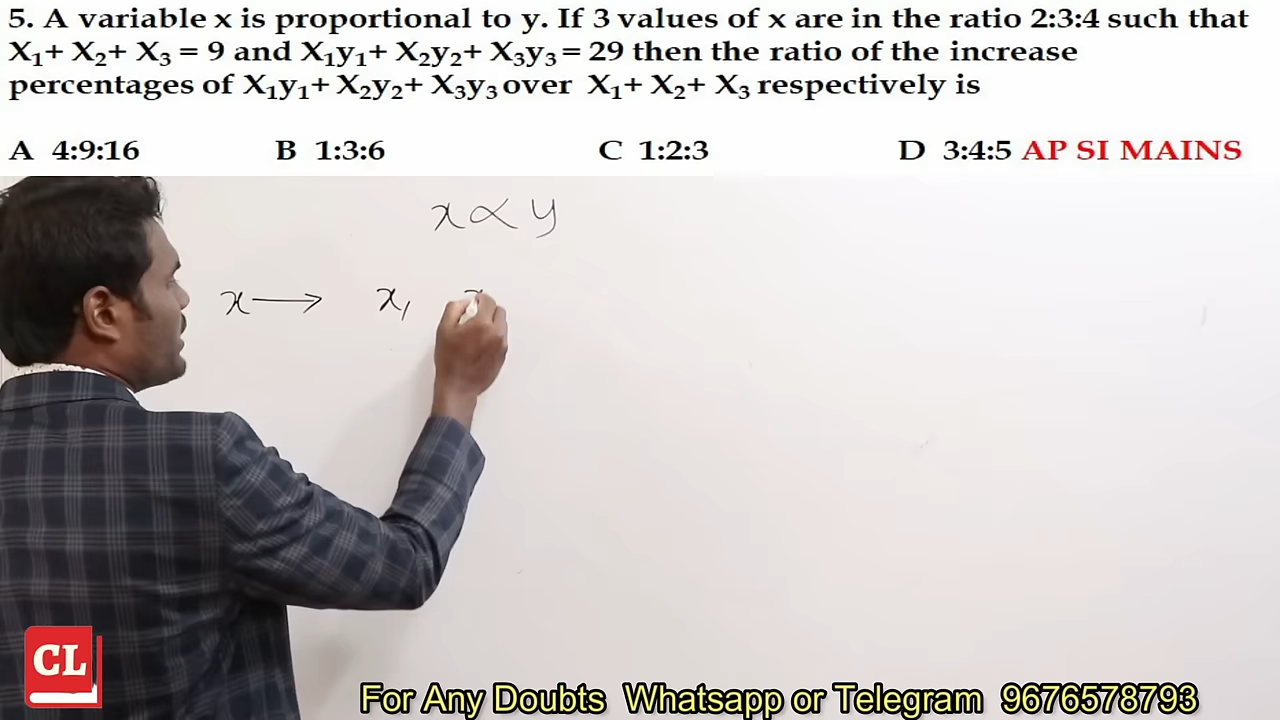 5. A variable x is proportional to y. If 3 values of x are in the ratio 2:3:4 such that
X₁+ X₂+ X₃ = 9 and X₁y₁+ X₂y₂+ X₃y₃ = 29 then the ratio of the increase
percentages of X₁y₁+ X₂y₂+ X₃y₃ over X₁+ X₂+ X₃ respectively is
A 4:9:16 B 1:3:6 C 1:2:3 D 3:4:5 AP SI MAINS
x ∝ y
x ⟶ x₁
CL
For Any Doubts Whatsapp or Telegram 9676578793